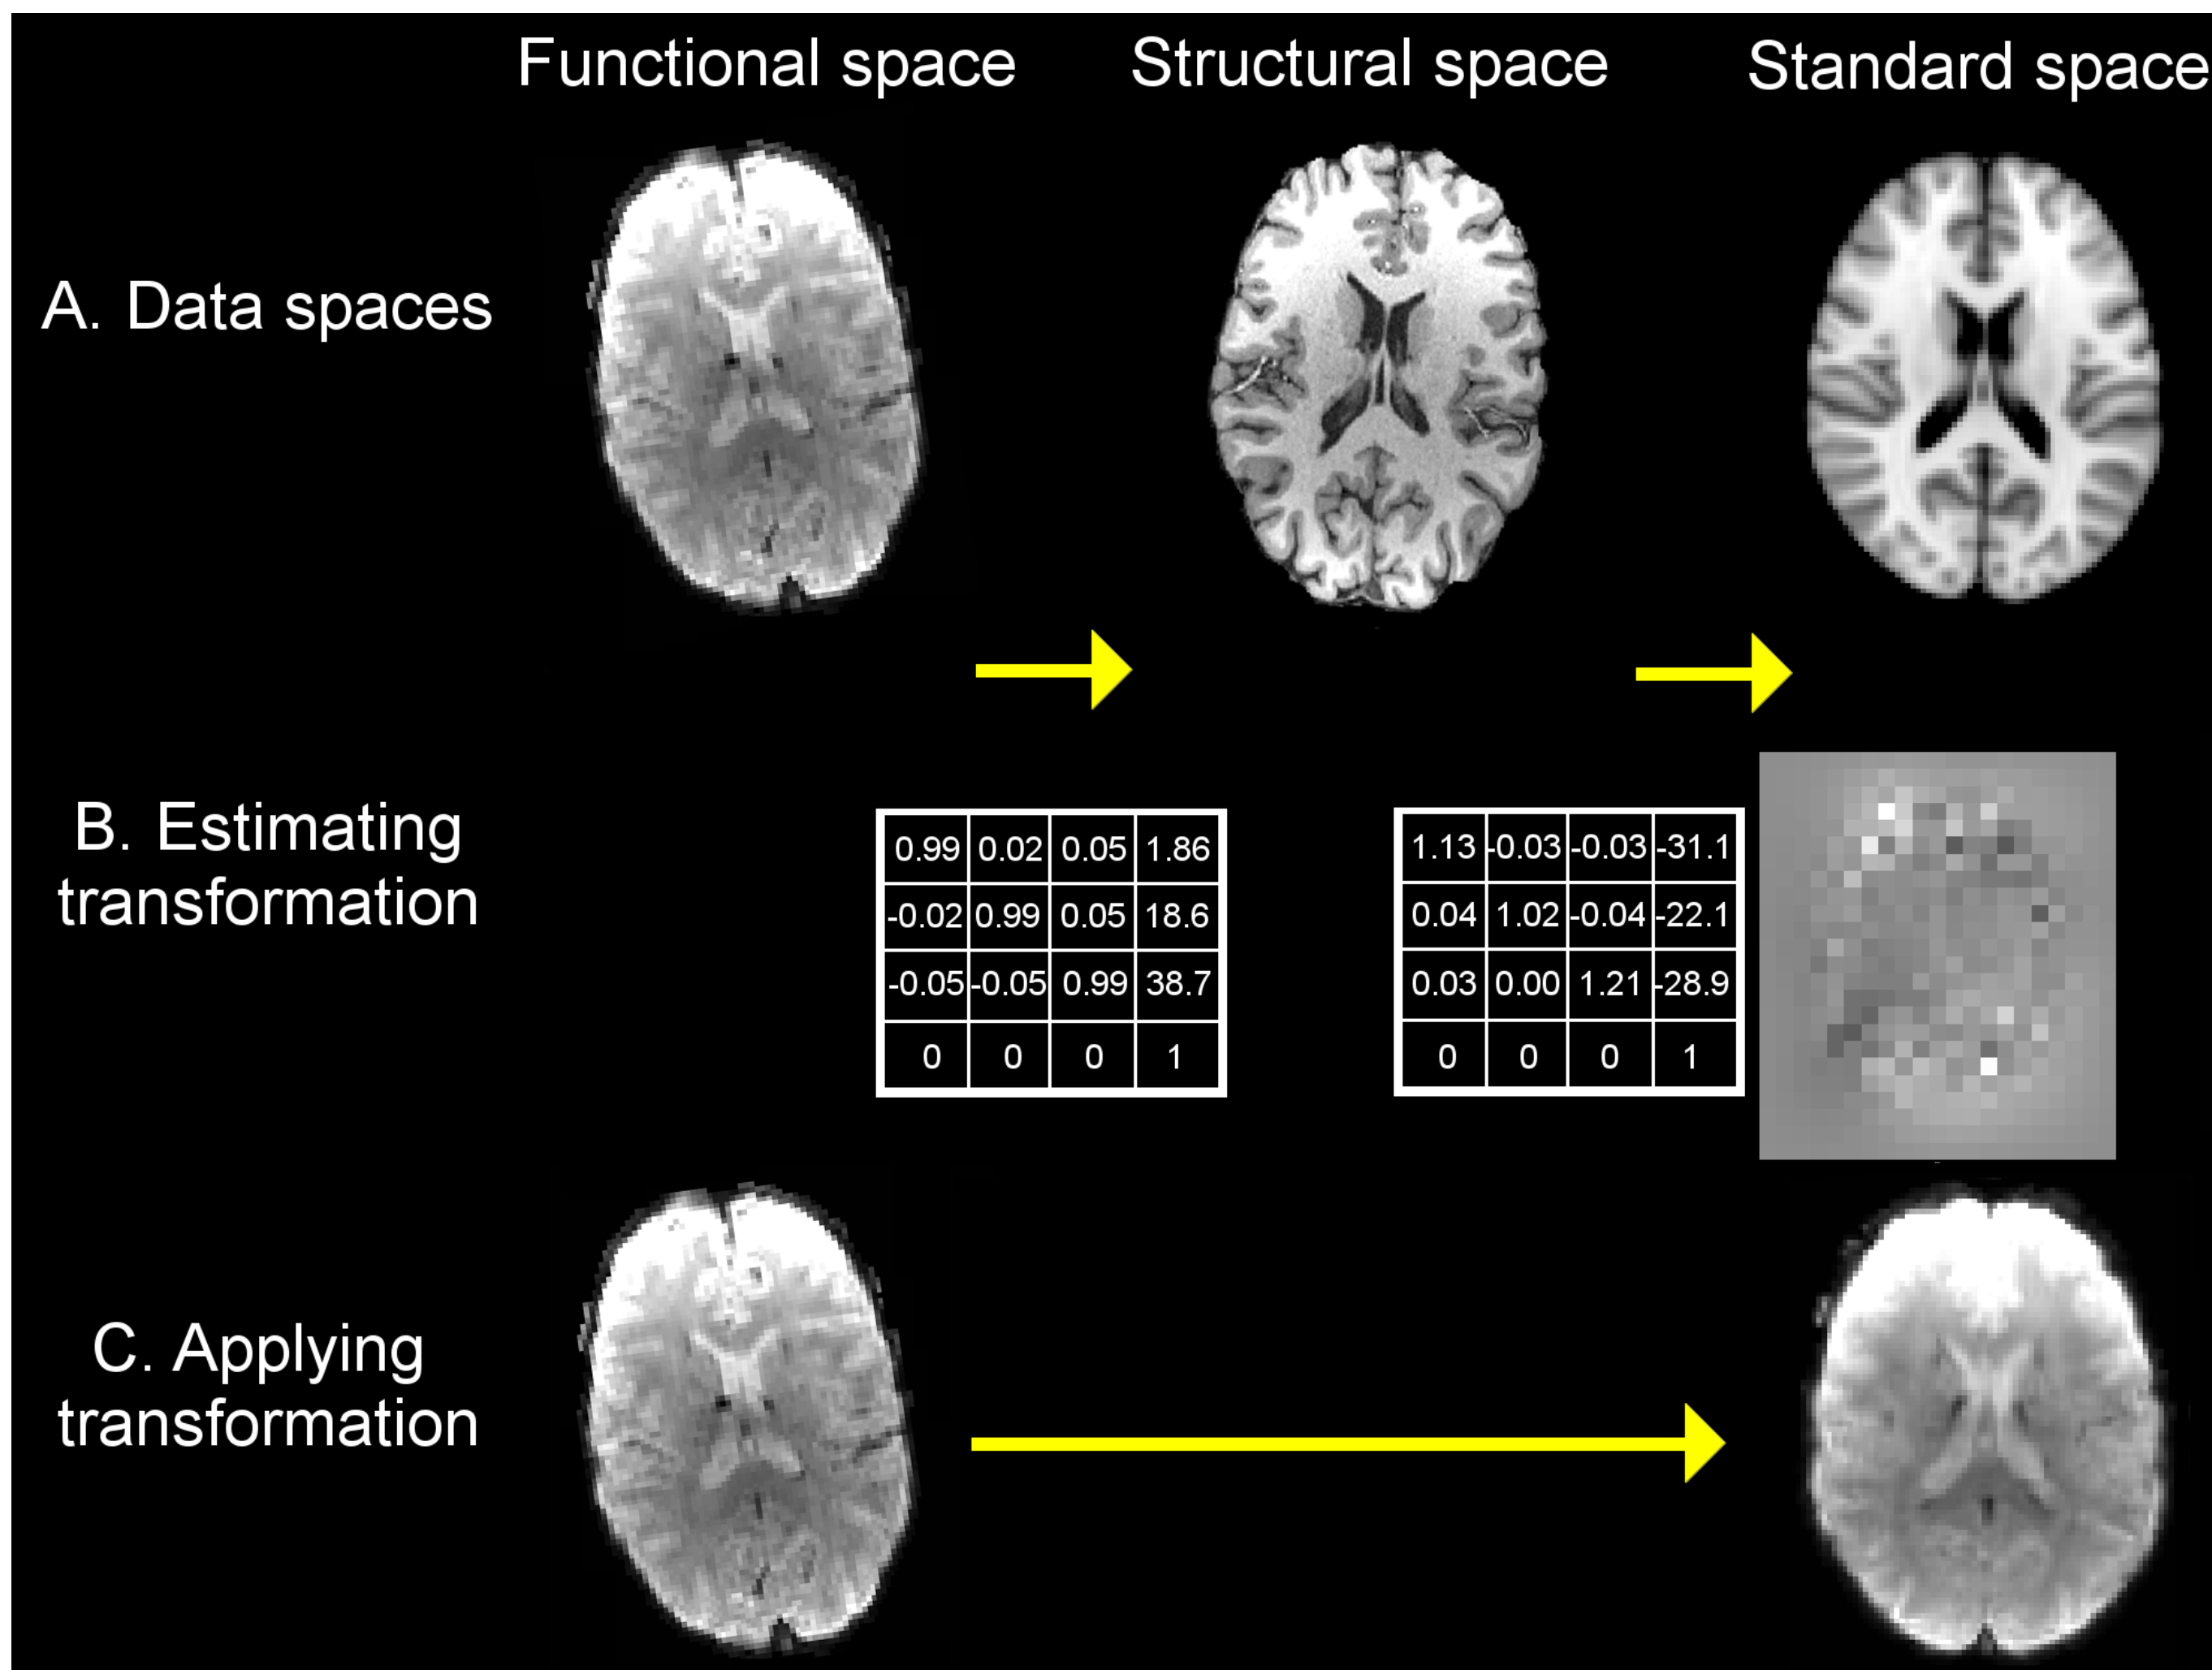 Functional space Structural space Standard space
A. Data spaces
B. Estimating
transformation
0.99 0.02 0.05 1.86
-0.02 0.99 0.05 18.6
-0.05 -0.05 0.99 38.7
0 0 0 1
1.13 -0.03 -0.03 -31.1
0.04 1.02 -0.04 -22.1
0.03 0.00 1.21 -28.9
0 0 0 1
C. Applying
transformation